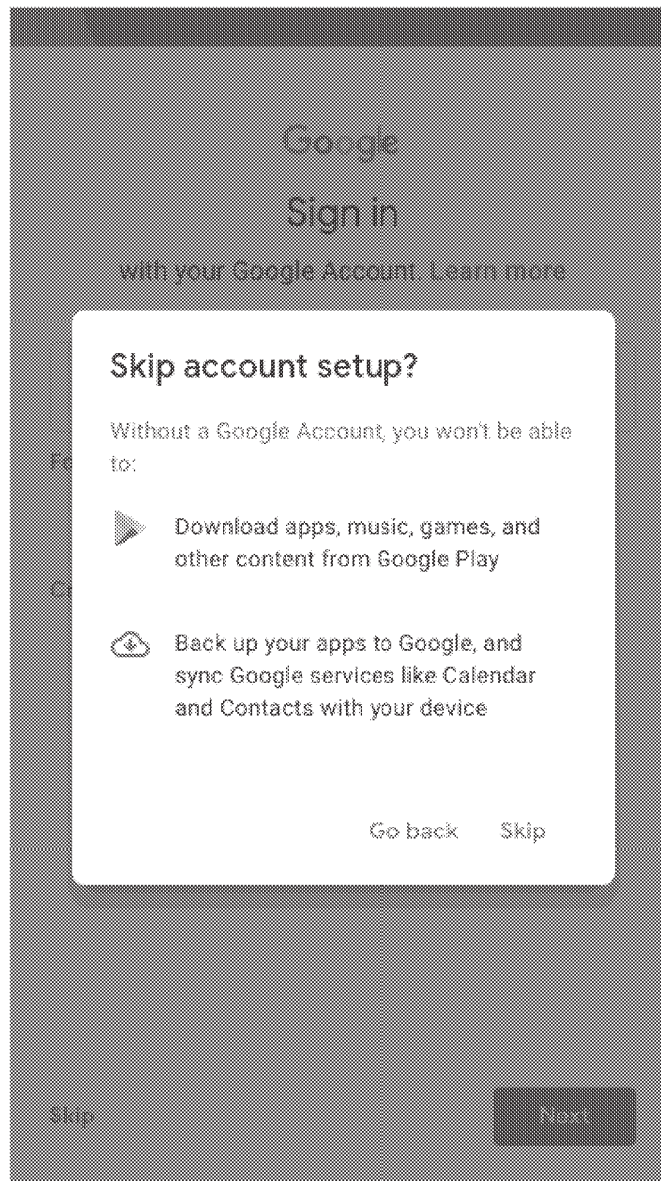 Google
Sign in
with your Google Account. Learn more
Skip account setup?
Without a Google Account, you won't be able
to:
Download apps, music, games, and
other content from Google Play
Back up your apps to Google, and
sync Google services like Calendar
and Contacts with your device
Go back Skip
Skip Next